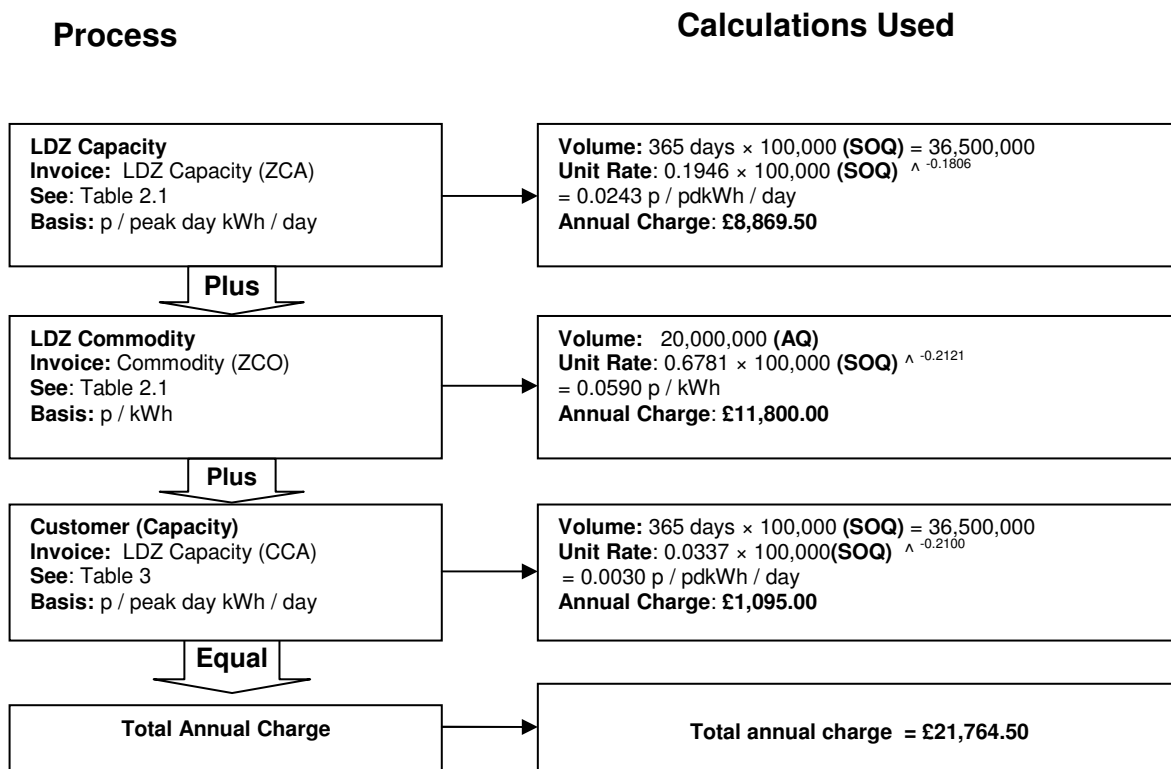 Process
Calculations Used
LDZ Capacity
Invoice: LDZ Capacity (ZCA)
See: Table 2.1
Basis: p / peak day kWh / day
Volume: 365 days × 100,000 (SOQ) = 36,500,000
Unit Rate: 0.1946 × 100,000 (SOQ) ^ -0.1806
= 0.0243 p / pdkWh / day
Annual Charge: £8,869.50
Plus
LDZ Commodity
Invoice: Commodity (ZCO)
See: Table 2.1
Basis: p / kWh
Volume: 20,000,000 (AQ)
Unit Rate: 0.6781 × 100,000 (SOQ) ^ -0.2121
= 0.0590 p / kWh
Annual Charge: £11,800.00
Plus
Customer (Capacity)
Invoice: LDZ Capacity (CCA)
See: Table 3
Basis: p / peak day kWh / day
Volume: 365 days × 100,000 (SOQ) = 36,500,000
Unit Rate: 0.0337 × 100,000(SOQ) ^ -0.2100
= 0.0030 p / pdkWh / day
Annual Charge: £1,095.00
Equal
Total Annual Charge
Total annual charge = £21,764.50